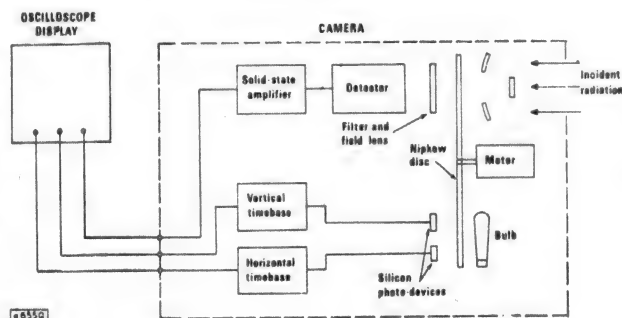 OSCILLOSCOPE
DISPLAY
CAMERA
Solid-state
amplifier
Detector
Incident
radiation
Filter and
field lens
Nipkow
disc
Motor
Vertical
timebase
Bulb
Horizontal
timebase
Silicon
photo-devices
a6550